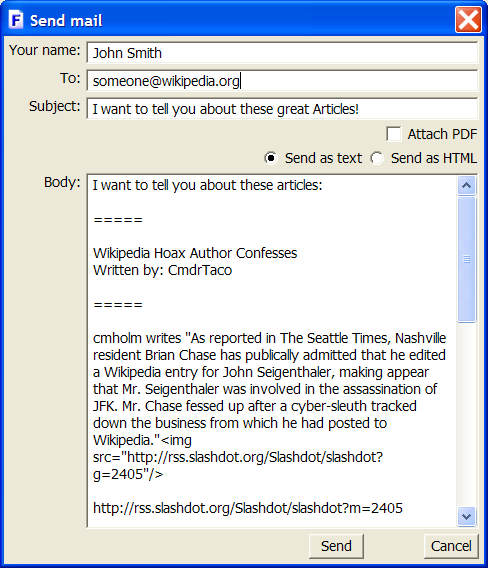 F Send mail
Your name: John Smith
To: someone@wikipedia.org
Subject: I want to tell you about these great Articles!
Attach PDF
Send as text Send as HTML
Body: I want to tell you about these articles:
=====
Wikipedia Hoax Author Confesses
Written by: CmdrTaco
=====
cmholm writes "As reported in The Seattle Times, Nashville
resident Brian Chase has publically admitted that he edited
a Wikipedia entry for John Seigenthaler, making appear
that Mr. Seigenthaler was involved in the assassination of
JFK. Mr. Chase fessed up after a cyber-sleuth tracked
down the business from which he had posted to
Wikipedia."<img
src="http://rss.slashdot.org/Slashdot/slashdot?
g=2405"/>
http://rss.slashdot.org/Slashdot/slashdot?m=2405
Send Cancel